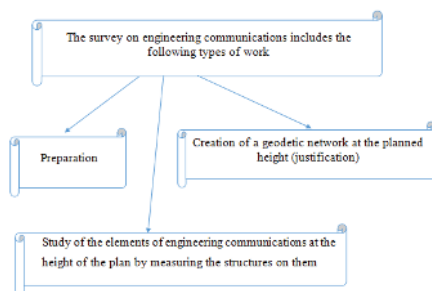 The survey on engineering communications includes the
following types of work
Preparation
Creation of a geodetic network at the planned
height (justification)
Study of the elements of engineering communications at the
height of the plan by measuring the structures on them